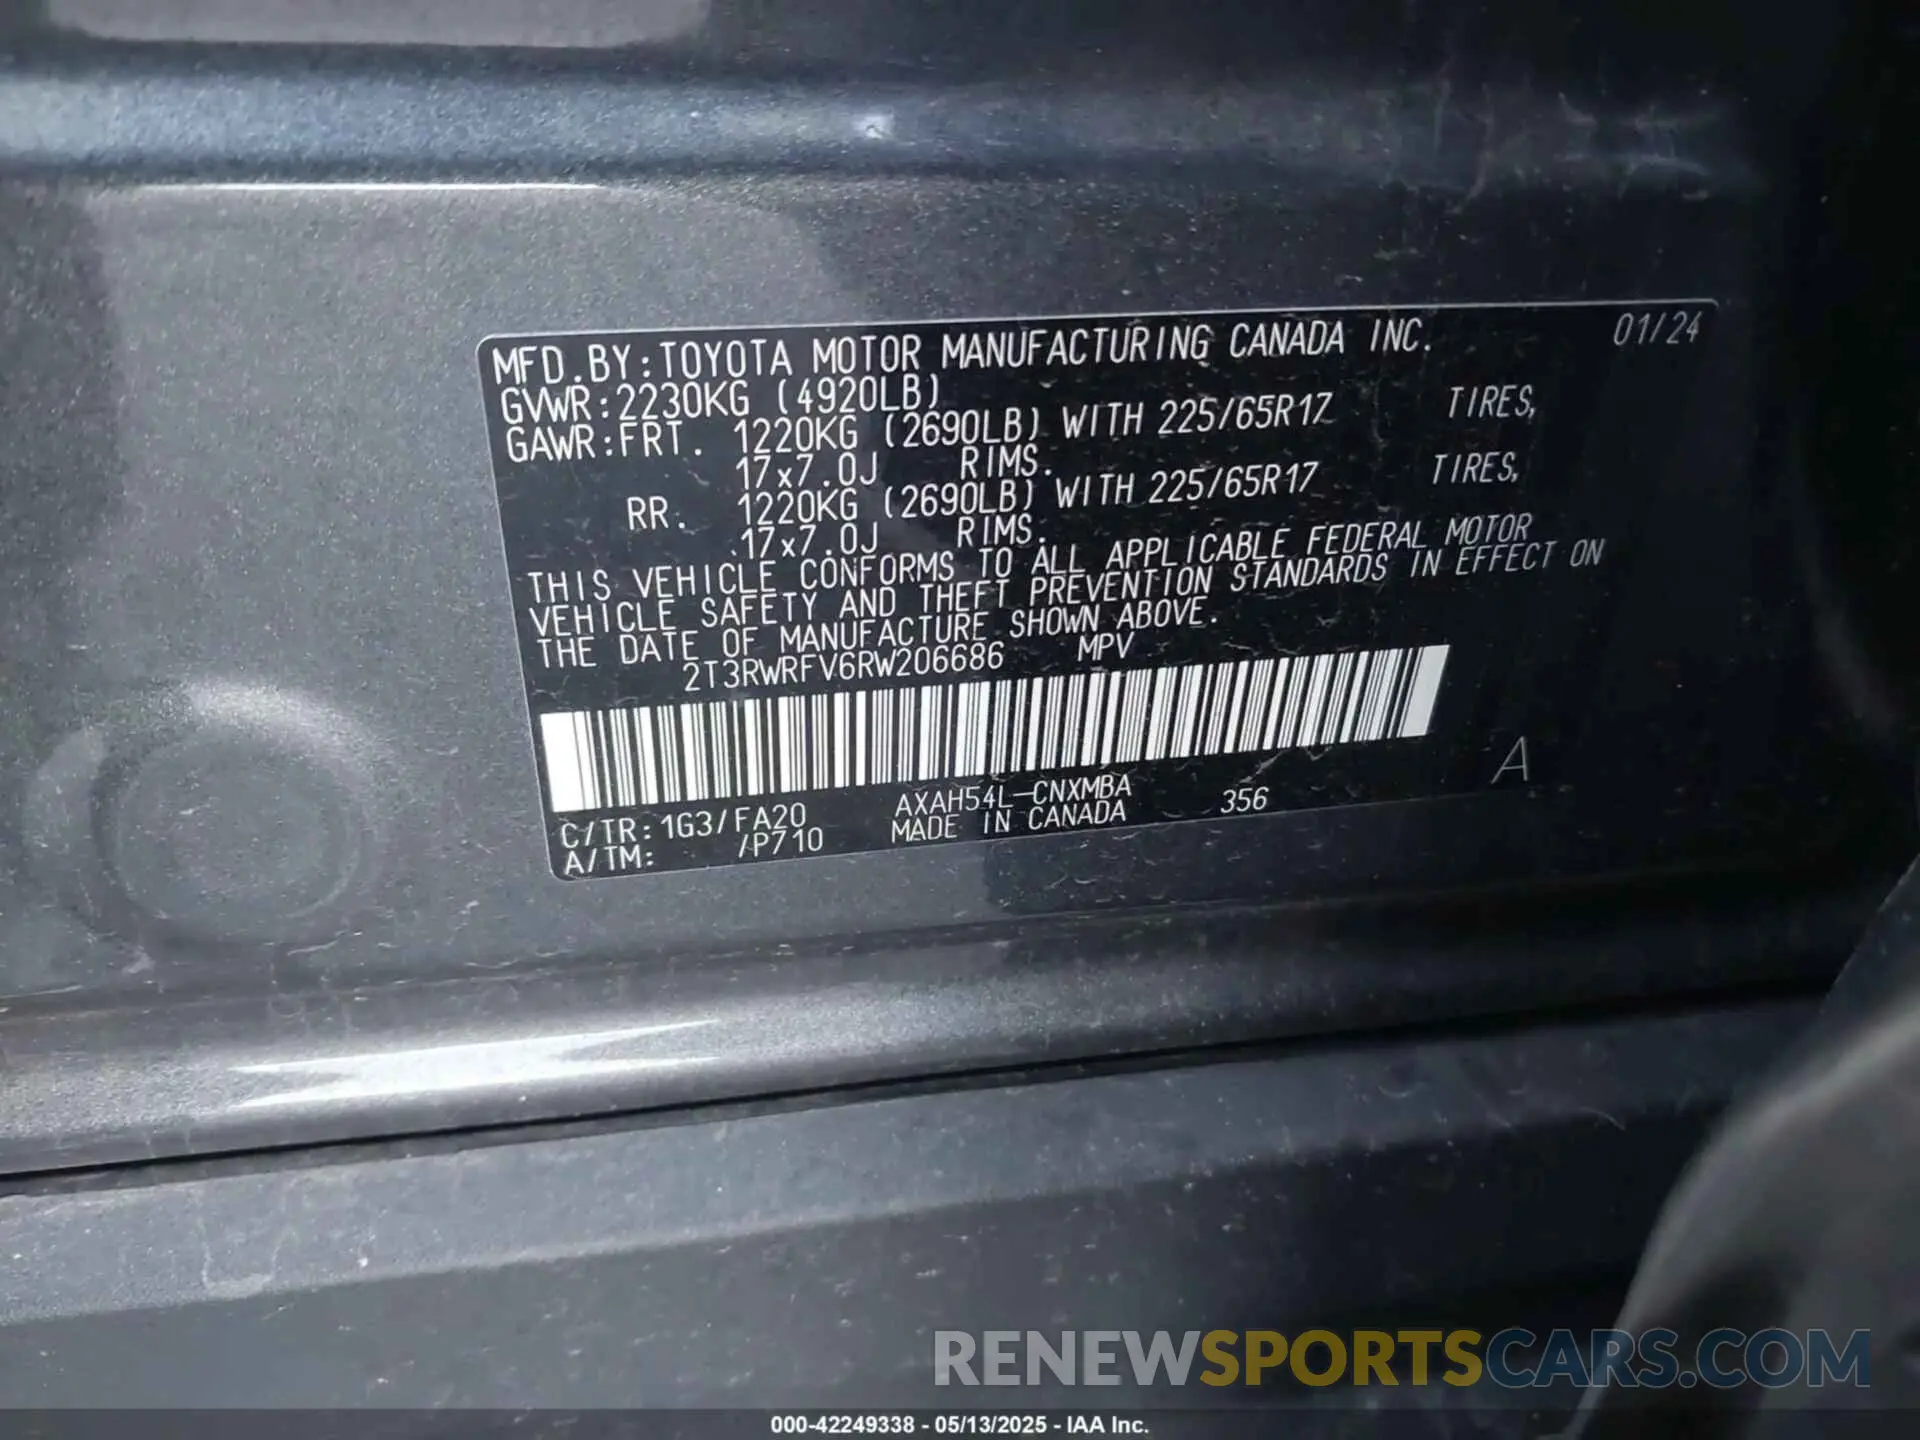 MFD.BY:TOYOTA MOTOR MANUFACTURING CANADA INC. 01/24
GVWR:2230KG (4920LB)
GAWR:FRT. 1220KG (2690LB) WITH 225/65R17 TIRES,
17x7.0J RIMS.
RR. 1220KG (2690LB) WITH 225/65R17 TIRES,
17x7.0J RIMS.
THIS VEHICLE CONFORMS TO ALL APPLICABLE FEDERAL MOTOR
VEHICLE SAFETY AND THEFT PREVENTION STANDARDS IN EFFECT ON
THE DATE OF MANUFACTURE SHOWN ABOVE.
2T3RWRFV6RW206686 MPV
A
C/TR:1G3/FA20 AXAH54L-CNXMBA 356
A/TM: /P710 MADE IN CANADA
RENEWSPORTSCARS.COM
000-42249338 - 05/13/2025 - IAA Inc.